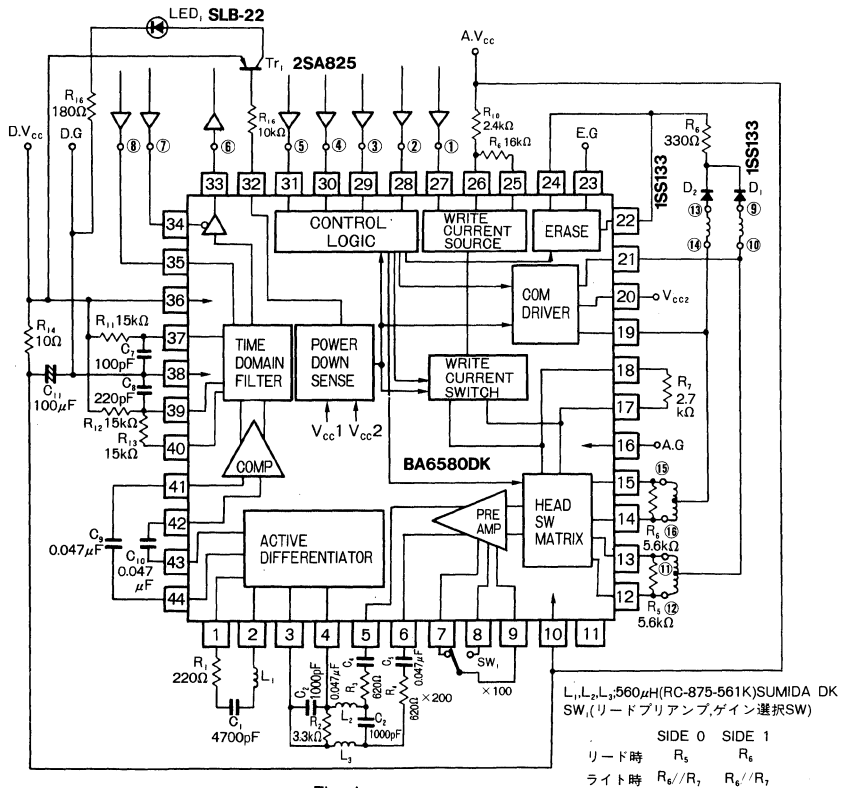 LED₁ SLB-22
A.Vcc
Tr₁ 2SA825
R₁₆
180Ω
D.Vcc
D.G
R₁₆
10kΩ
R₁₀
2.4kΩ
R₆ 16kΩ
E.G
R₆
330Ω
1SS133
1SS133
D₂
D₁
⑧ ⑦ ⑥ ⑤ ④ ③ ② ①
⑬ ⑨
⑭ ⑩
33 32 31 30 29 28 27 26 25 24 23
34
35
36
37
38
39
40
41
42
43
44
22
21
20
19
18
17
16
15
14
13
12
CONTROL
LOGIC
WRITE
CURRENT
SOURCE
ERASE
COM
DRIVER
Vcc2
R₁₄
10Ω
R₁₁ 15kΩ
C₇
100pF
C₈
220pF
C₁₁
100μF
R₁₂ 15kΩ
R₁₃
15kΩ
TIME
DOMAIN
FILTER
POWER
DOWN
SENSE
Vcc1 Vcc2
WRITE
CURRENT
SWITCH
R₇
2.7
kΩ
A.G
COMP
BA6580DK
PRE
AMP
HEAD
SW
MATRIX
⑮
⑯
R₆
5.6kΩ
⑪
R₅ ⑫
5.6kΩ
C₉
0.047μF
C₁₀
0.047
μF
ACTIVE
DIFFERENTIATOR
1 2 3 4 5 6 7 8 9 10 11
R₁
220Ω
L₁
C₁
4700pF
1000pF
R₂
3.3kΩ
0.047μF
C₄
R₃
620Ω
L₂
C₂
1000pF
L₃
C₅
0.047μF
R₄
620Ω
SW₁
×200
×100
L₁,L₂,L₃;560μH(RC-875-561K)SUMIDA DK
SW₁(リードプリアンプ,ゲイン選択SW)
SIDE 0 SIDE 1
リード時 R₅ R₆
ライト時 R₆//R₇ R₆//R₇